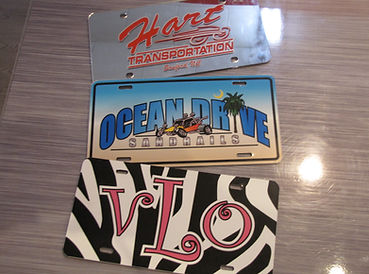 Hart
TRANSPORTATION
OCEAN DRIVE
SANDRAILS
vLo